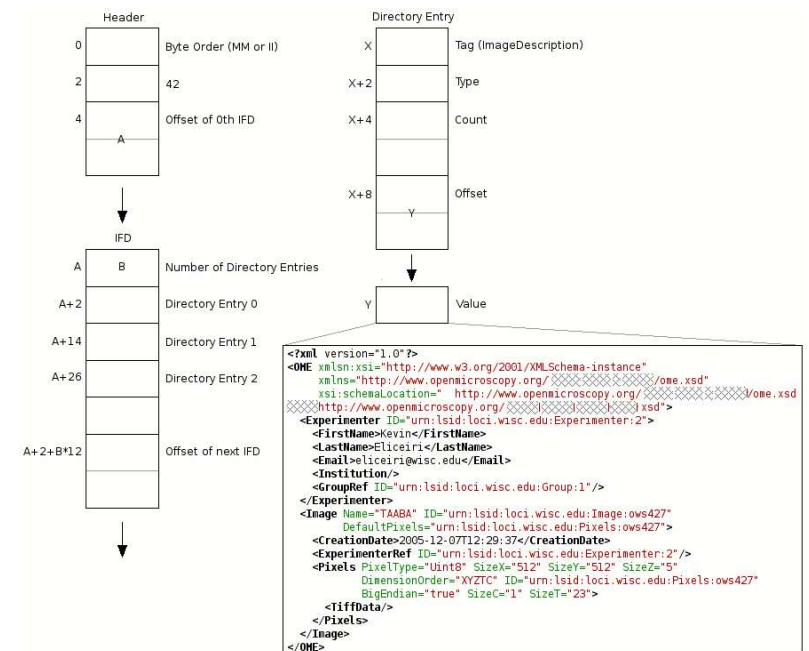 Header
0 Byte Order (MM or II)
2 42
4 Offset of 0th IFD
A
IFD
A B Number of Directory Entries
A+2 Directory Entry 0
A+14 Directory Entry 1
A+26 Directory Entry 2
A+2+B*12 Offset of next IFD
Directory Entry
X Tag (ImageDescription)
X+2 Type
X+4 Count
X+8 Offset
Y
Y Value
<?xml version="1.0"?>
<OME xmlsn:xsi="http://www.w3.org/2001/XMLSchema-instance"
xmlns="http://www.openmicroscopy.org/ /ome.xsd"
xsi:schemaLocation=" http://www.openmicroscopy.org/ /ome.xsd
http://www.openmicroscopy.org/ xsd">
<Experimenter ID="urn:lsid:loci.wisc.edu:Experimenter:2">
<FirstName>Kevin</FirstName>
<LastName>Eliceiri</LastName>
<Email>eliceiri@wisc.edu</Email>
<Institution/>
<GroupRef ID="urn:lsid:loci.wisc.edu:Group:1"/>
</Experimenter>
<Image Name="TAABA" ID="urn:lsid:loci.wisc.edu:Image:ows427"
DefaultPixels="urn:lsid:loci.wisc.edu:Pixels:ows427">
<CreationDate>2005-12-07T12:29:37</CreationDate>
<ExperimenterRef ID="urn:lsid:loci.wisc.edu:Experimenter:2"/>
<Pixels PixelType="Uint8" SizeX="512" SizeY="512" SizeZ="5"
DimensionOrder="XYZTC" ID="urn:lsid:loci.wisc.edu:Pixels:ows427"
BigEndian="true" SizeC="1" SizeT="23">
<TiffData/>
</Pixels>
</Image>
</OME>